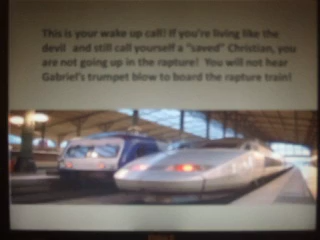 This is your wake up call! If you're living like the
devil and still call yourself a "saved" Christian, you
are not going up in the rapture! You will not hear
Gabriel's trumpet blow to board the rapture train!